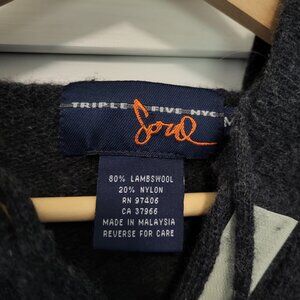 TRIPLE FIVE NYC
Soul
M
80% LAMBSWOOL
20% NYLON
RN 97406
CA 37966
MADE IN MALAYSIA
REVERSE FOR CARE